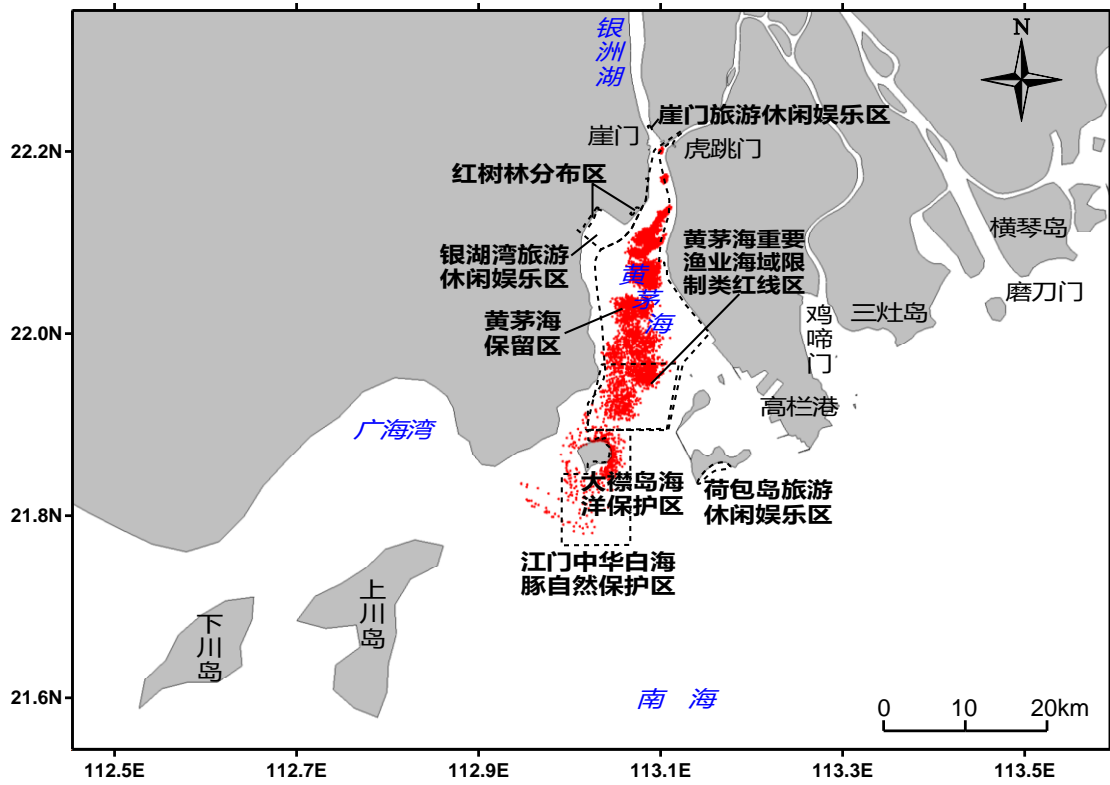 银
洲
湖
N
崖门旅游休闲娱乐区
崖门
虎跳门
22.2N
红树林分布区
横琴岛
黄茅海重要
渔业海域限
制类红线区
银湖湾旅游
休闲娱乐区
黄
茅
海
磨刀门
三灶岛
鸡
啼
门
黄茅海
保留区
22.0N
高栏港
广海湾
大襟岛海
洋保护区
荷包岛旅游
休闲娱乐区
21.8N
江门中华白海
豚自然保护区
上
川
岛
下
川
岛
21.6N
南 海
0 10 20km
112.5E 112.7E 112.9E 113.1E 113.3E 113.5E